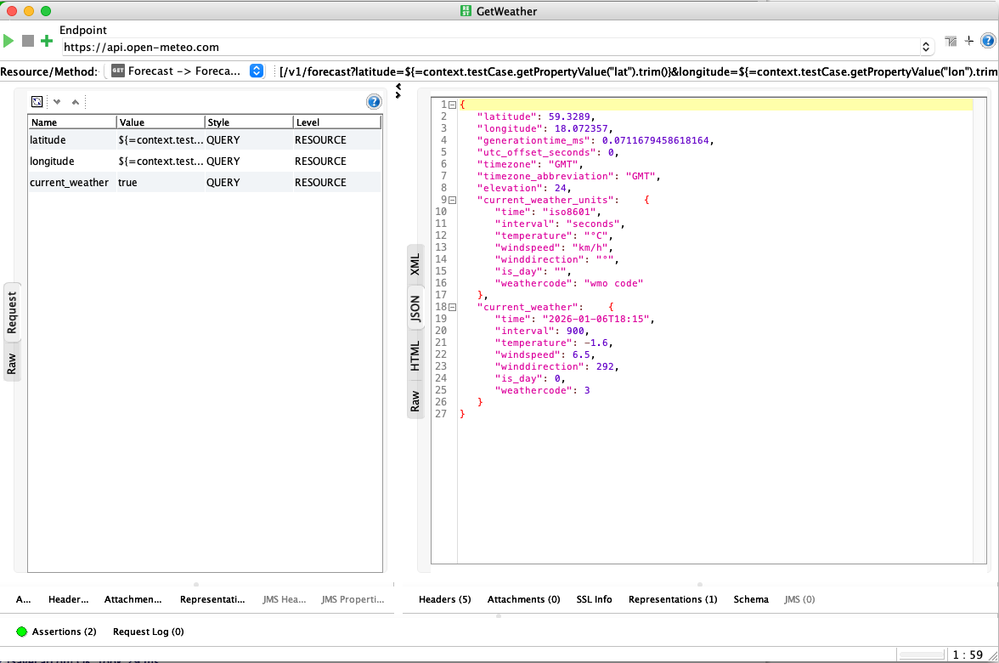 GetWeather
Endpoint
https://api.open-meteo.com
Resource/Method: GET Forecast -> Foreca... [/v1/forecast?latitude=${=context.testCase.getPropertyValue("lat").trim()}&longitude=${=context.testCase.getPropertyValue("lon").trim
Name Value Style Level
latitude ${=context.test... QUERY RESOURCE
longitude ${=context.test... QUERY RESOURCE
current_weather true QUERY RESOURCE
Request
Raw
XML
JSON
HTML
Raw
1 {
2 "latitude": 59.3289,
3 "longitude": 18.072357,
4 "generationtime_ms": 0.0711679458618164,
5 "utc_offset_seconds": 0,
6 "timezone": "GMT",
7 "timezone_abbreviation": "GMT",
8 "elevation": 24,
9 "current_weather_units": {
10 "time": "iso8601",
11 "interval": "seconds",
12 "temperature": "°C",
13 "windspeed": "km/h",
14 "winddirection": "°",
15 "is_day": "",
16 "weathercode": "wmo code"
17 },
18 "current_weather": {
19 "time": "2026-01-06T18:15",
20 "interval": 900,
21 "temperature": -1.6,
22 "windspeed": 6.5,
23 "winddirection": 292,
24 "is_day": 0,
25 "weathercode": 3
26 }
27 }
A... Header... Attachmen... Representati... JMS Hea... JMS Properti...
Headers (5) Attachments (0) SSL Info Representations (1) Schema JMS (0)
Assertions (2) Request Log (0)
1 : 59